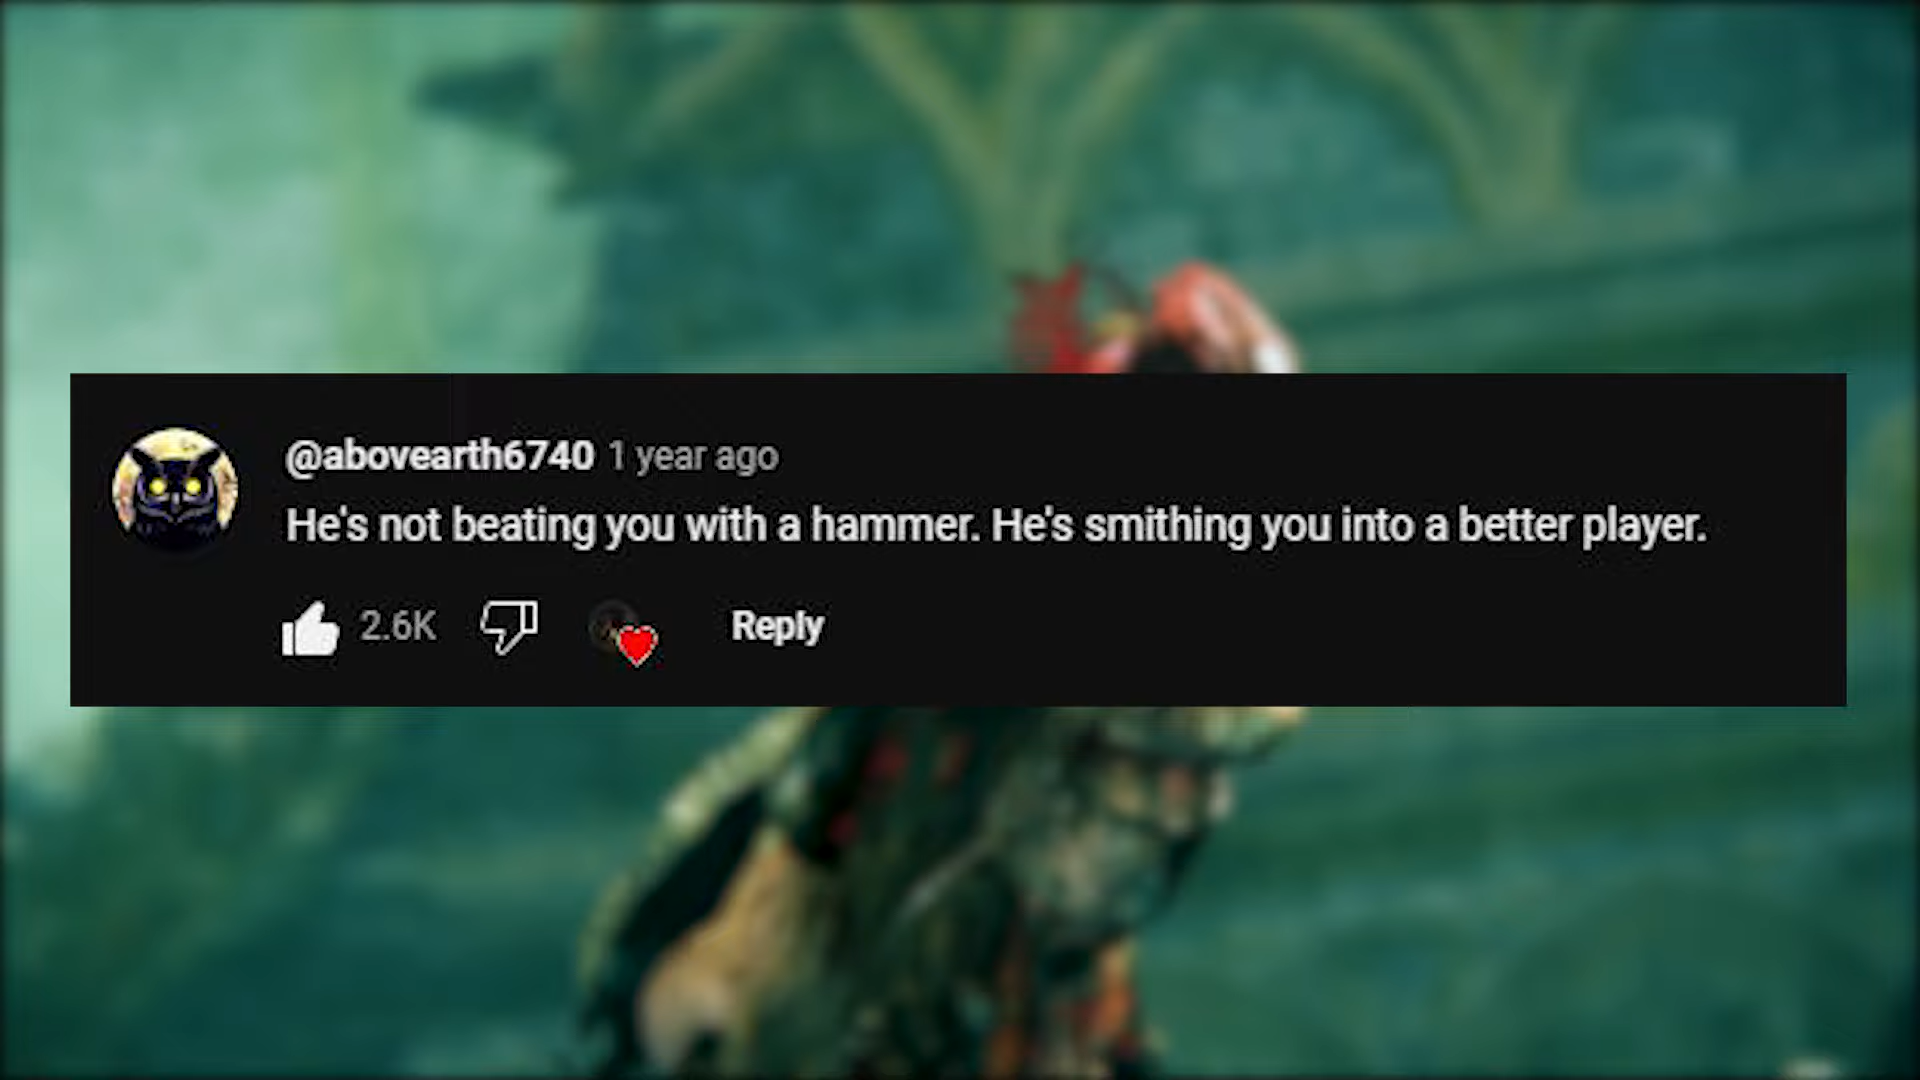 @abovearth6740 1 year ago
He's not beating you with a hammer. He's smithing you into a better player.
2.6K Reply